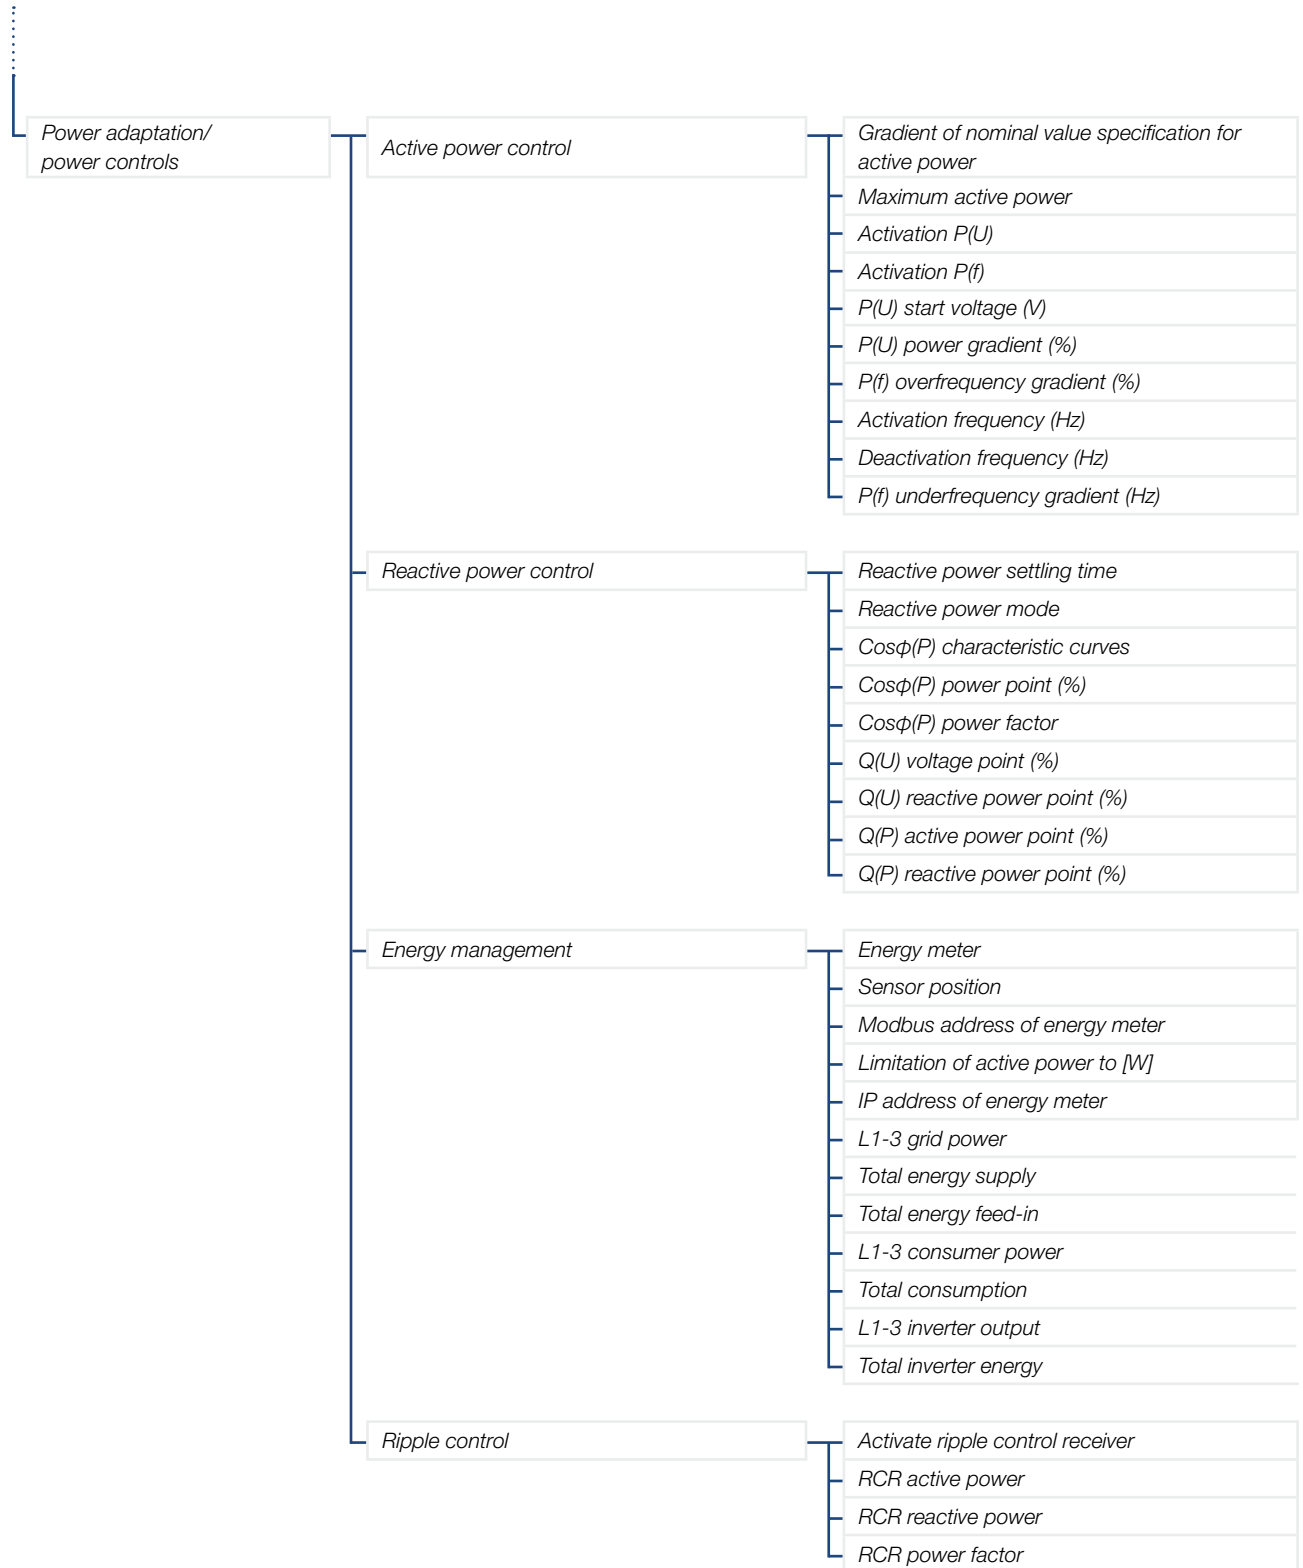 Power adaptation/
power controls
Active power control
Gradient of nominal value specification for
active power
Maximum active power
Activation P(U)
Activation P(f)
P(U) start voltage (V)
P(U) power gradient (%)
P(f) overfrequency gradient (%)
Activation frequency (Hz)
Deactivation frequency (Hz)
P(f) underfrequency gradient (Hz)
Reactive power control
Reactive power settling time
Reactive power mode
Cosφ(P) characteristic curves
Cosφ(P) power point (%)
Cosφ(P) power factor
Q(U) voltage point (%)
Q(U) reactive power point (%)
Q(P) active power point (%)
Q(P) reactive power point (%)
Energy management
Energy meter
Sensor position
Modbus address of energy meter
Limitation of active power to [W]
IP address of energy meter
L1-3 grid power
Total energy supply
Total energy feed-in
L1-3 consumer power
Total consumption
L1-3 inverter output
Total inverter energy
Ripple control
Activate ripple control receiver
RCR active power
RCR reactive power
RCR power factor